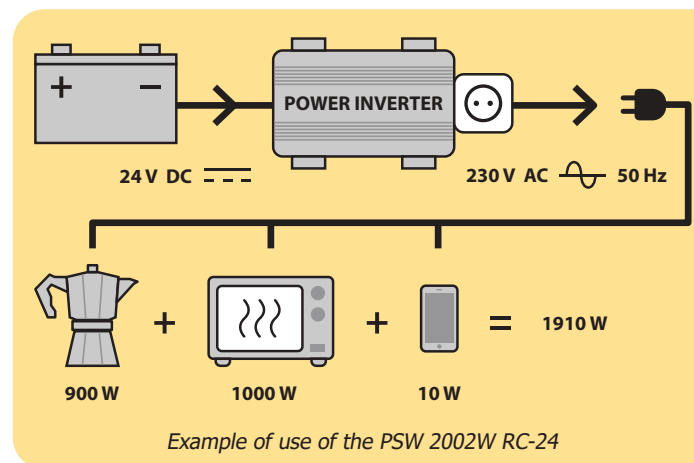 + −
POWER INVERTER
24 V DC
230 V AC 50 Hz
+ + = 1910 W
900 W 1000 W 10 W
Example of use of the PSW 2002W RC-24